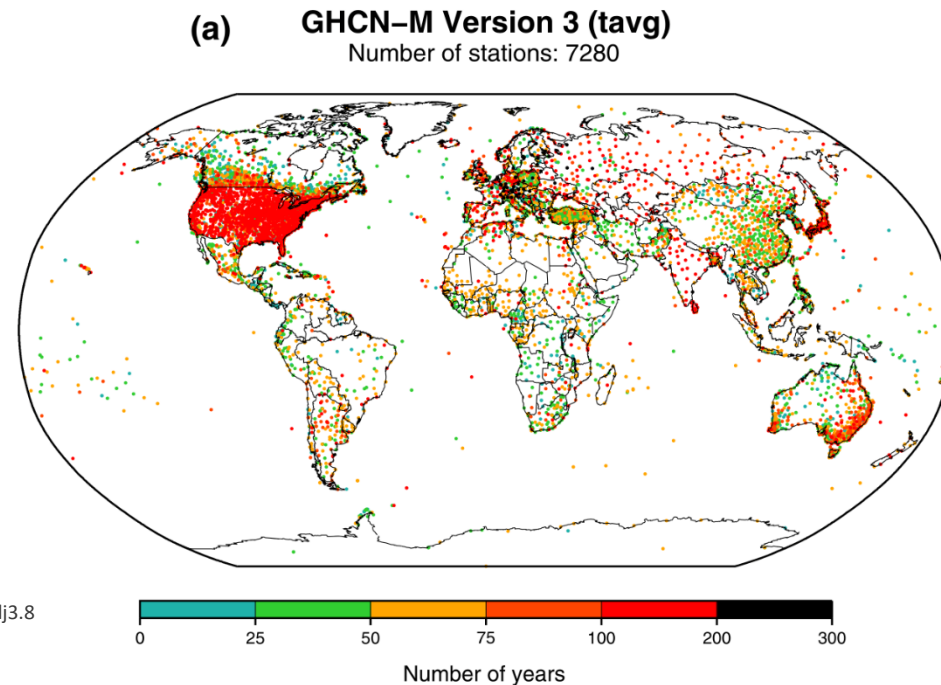 (a) GHCN−M Version 3 (tavg)
Number of stations: 7280
lj3.8
0 25 50 75 100 200 300
Number of years